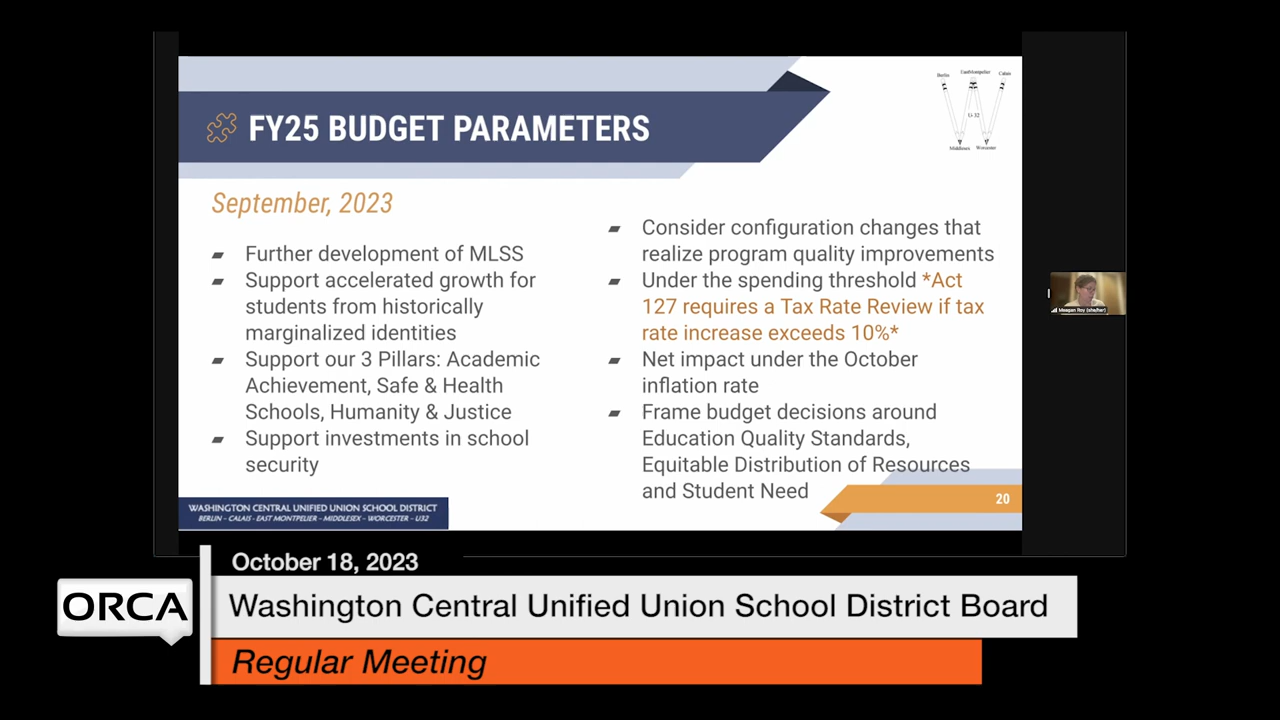 FY25 BUDGET PARAMETERS
Berlin
EastMontpelier
Calais
U-32
Middlesex
Worcester
September, 2023
Further development of MLSS
Support accelerated growth for
students from historically
marginalized identities
Support our 3 Pillars: Academic
Achievement, Safe & Health
Schools, Humanity & Justice
Support investments in school
security
Consider configuration changes that
realize program quality improvements
Under the spending threshold *Act
127 requires a Tax Rate Review if tax
rate increase exceeds 10%*
Net impact under the October
inflation rate
Frame budget decisions around
Education Quality Standards,
Equitable Distribution of Resources
and Student Need
20
WASHINGTON CENTRAL UNIFIED UNION SCHOOL DISTRICT
BERLIN – CALAIS - EAST MONTPELIER – MIDDLESEX – WORCESTER – U32
Meagan Roy (she/her)
October 18, 2023
ORCA
Washington Central Unified Union School District Board
Regular Meeting